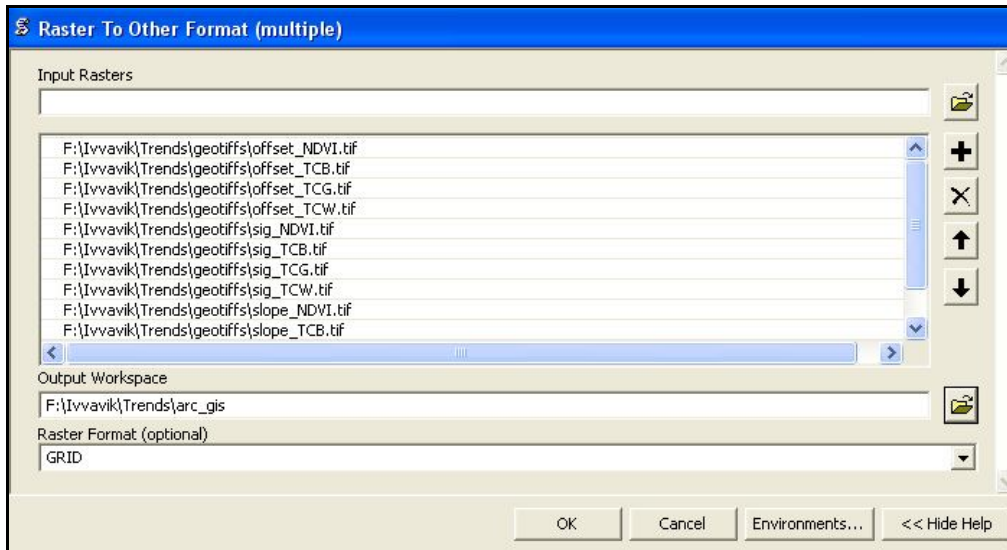 Raster To Other Format (multiple)
Input Rasters
F:\Ivvavik\Trends\geotiffs\offset_NDVI.tif
F:\Ivvavik\Trends\geotiffs\offset_TCB.tif
F:\Ivvavik\Trends\geotiffs\offset_TCG.tif
F:\Ivvavik\Trends\geotiffs\offset_TCW.tif
F:\Ivvavik\Trends\geotiffs\sig_NDVI.tif
F:\Ivvavik\Trends\geotiffs\sig_TCB.tif
F:\Ivvavik\Trends\geotiffs\sig_TCG.tif
F:\Ivvavik\Trends\geotiffs\sig_TCW.tif
F:\Ivvavik\Trends\geotiffs\slope_NDVI.tif
F:\Ivvavik\Trends\geotiffs\slope_TCB.tif
Output Workspace
F:\Ivvavik\Trends\arc_gis
Raster Format (optional)
GRID
OK Cancel Environments... << Hide Help